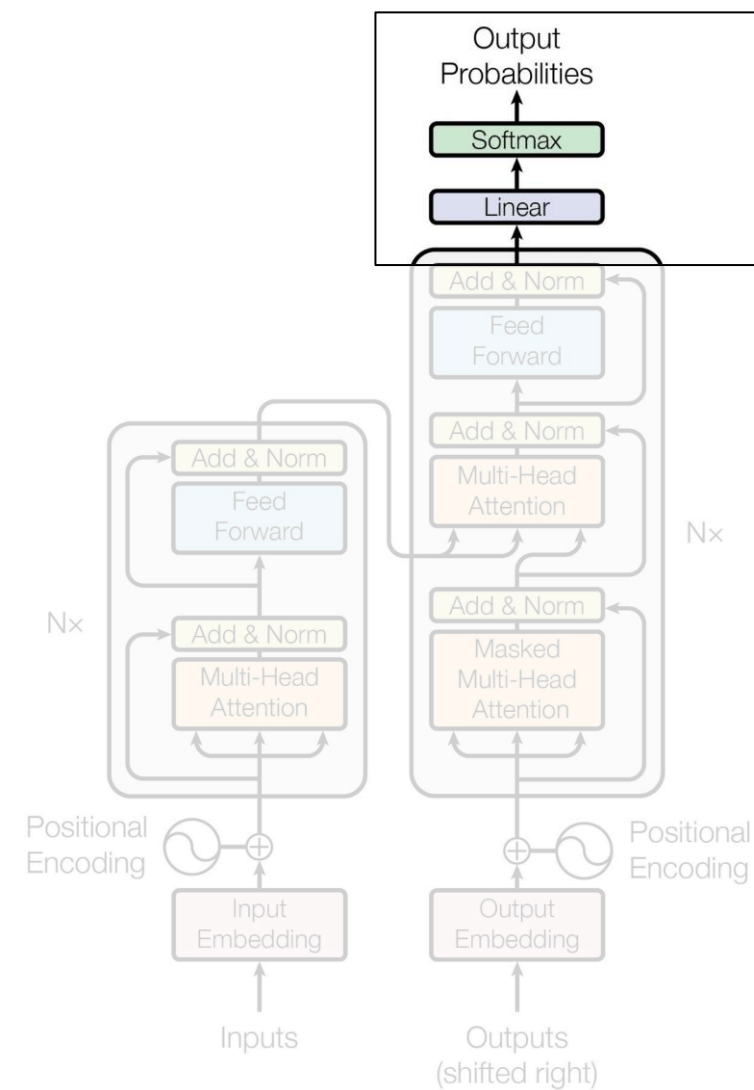 Output
Probabilities
Softmax
Linear
Add & Norm
Feed
Forward
Add & Norm
Multi-Head
Attention
Nx
Add & Norm
Masked
Multi-Head
Attention
Positional
Encoding
Output
Embedding
Outputs
(shifted right)
Add & Norm
Feed
Forward
Nx
Add & Norm
Multi-Head
Attention
Positional
Encoding
Input
Embedding
Inputs